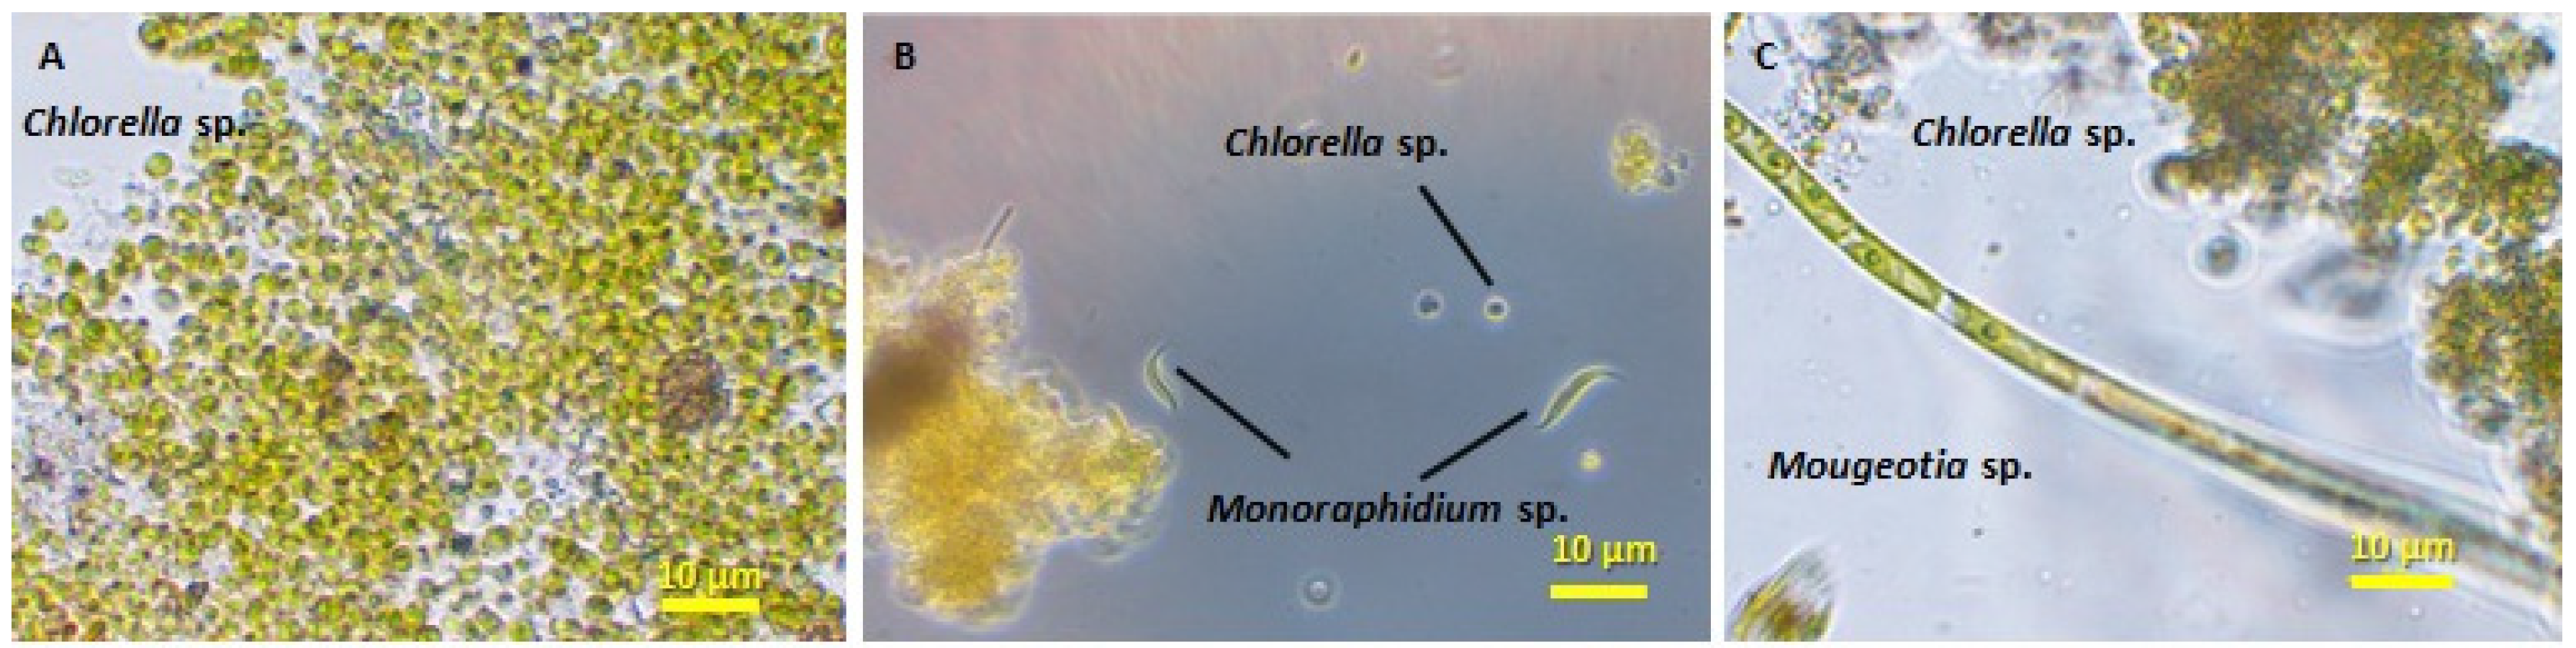 A
Chlorella sp.
10 µm
B
Chlorella sp.
Monoraphidium sp.
10 µm
C
Chlorella sp.
Mougeotia sp.
10 µm